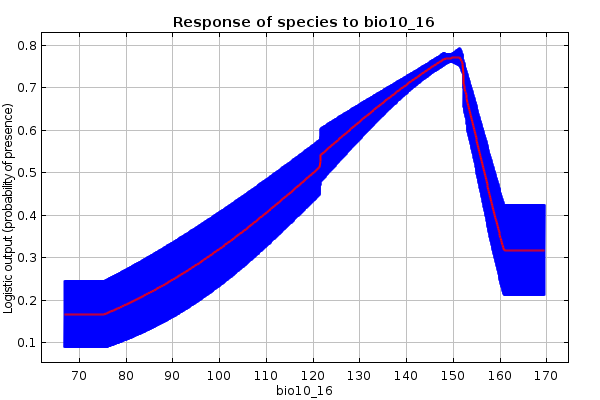 Response of species to bio10_16
Logistic output (probability of presence)
0.8
0.7
0.6
0.5
0.4
0.3
0.2
0.1
70 80 90 100 110 120 130 140 150 160 170
bio10_16